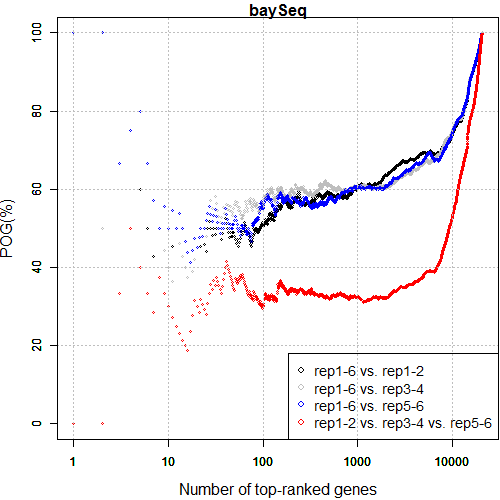 baySeq
POG(%)
100
80
60
40
20
0
rep1-6 vs. rep1-2
rep1-6 vs. rep3-4
rep1-6 vs. rep5-6
rep1-2 vs. rep3-4 vs. rep5-6
1 10 100 1000 10000
Number of top-ranked genes